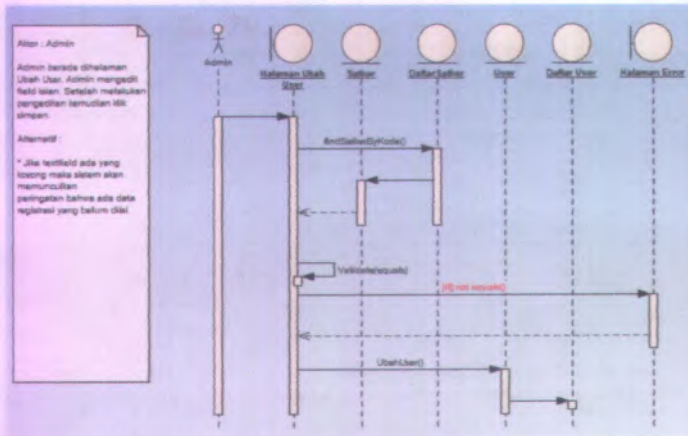 Aktor : Admin
Admin berada dihalaman
Ubah User. Admin mengedit
field isian. Setelah melakukan
pengeditan kemudian klik
simpan.
Alternatif :
* Jika textfield ada yang
kosong maka sistem akan
memunculkan
peringatan bahwa ada data
registrasi yang belum diisi.
Admin
Halaman Ubah
User
Satker
DaftarSatker
User
Daftar User
Halaman Error
findSatkerByKode()
Validate(equals)
[if] not equals()
UbahUser()